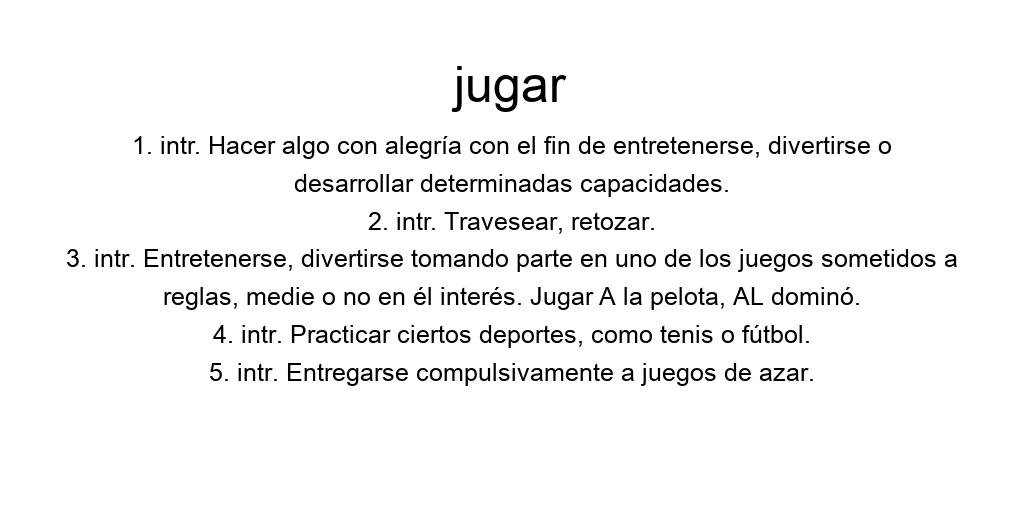 jugar
1. intr. Hacer algo con alegría con el fin de entretenerse, divertirse o
desarrollar determinadas capacidades.
2. intr. Travesear, retozar.
3. intr. Entretenerse, divertirse tomando parte en uno de los juegos sometidos a
reglas, medie o no en él interés. Jugar A la pelota, AL dominó.
4. intr. Practicar ciertos deportes, como tenis o fútbol.
5. intr. Entregarse compulsivamente a juegos de azar.